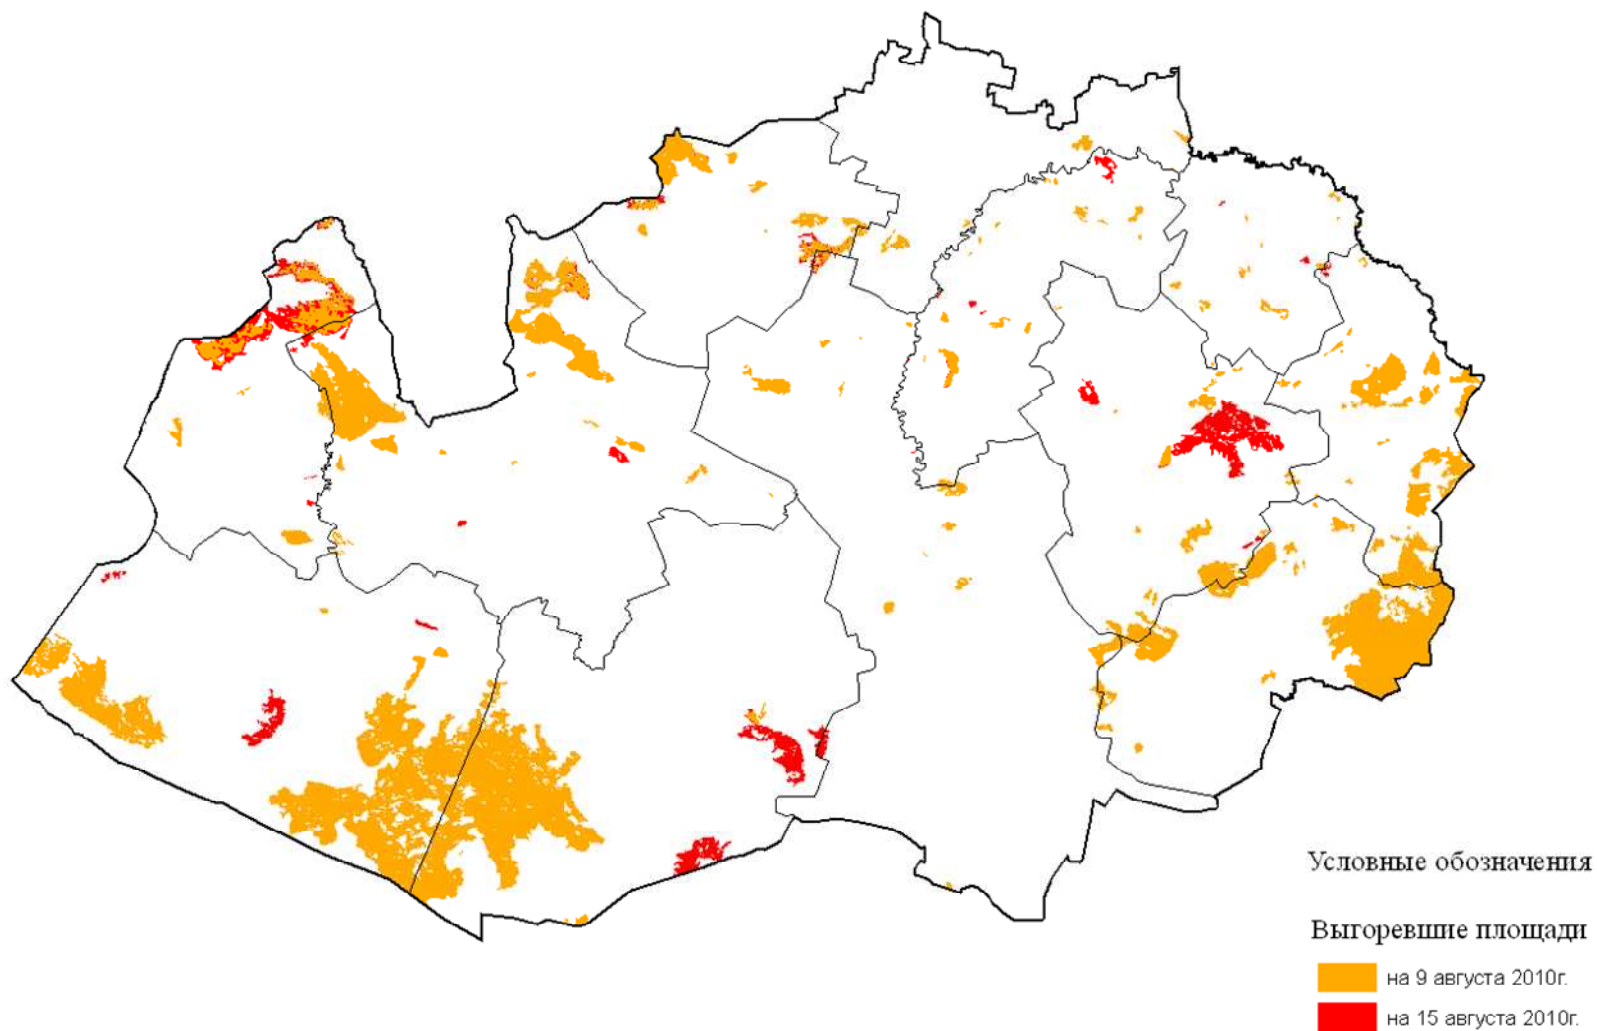 Условные обозначения
Выгоревшие площади
на 9 августа 2010г.
на 15 августа 2010г.